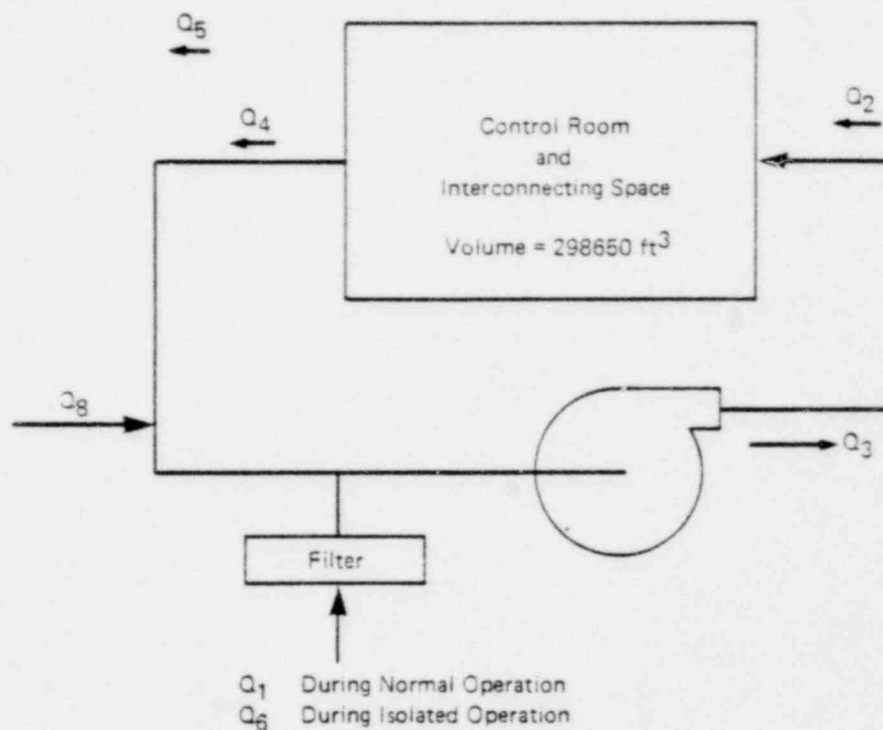 Q5
Q4
Q2
Control Room
and
Interconnecting Space
Volume = 298650 ft³
Q8
Q3
Filter
Q1 During Normal Operation
Q6 During Isolated Operation